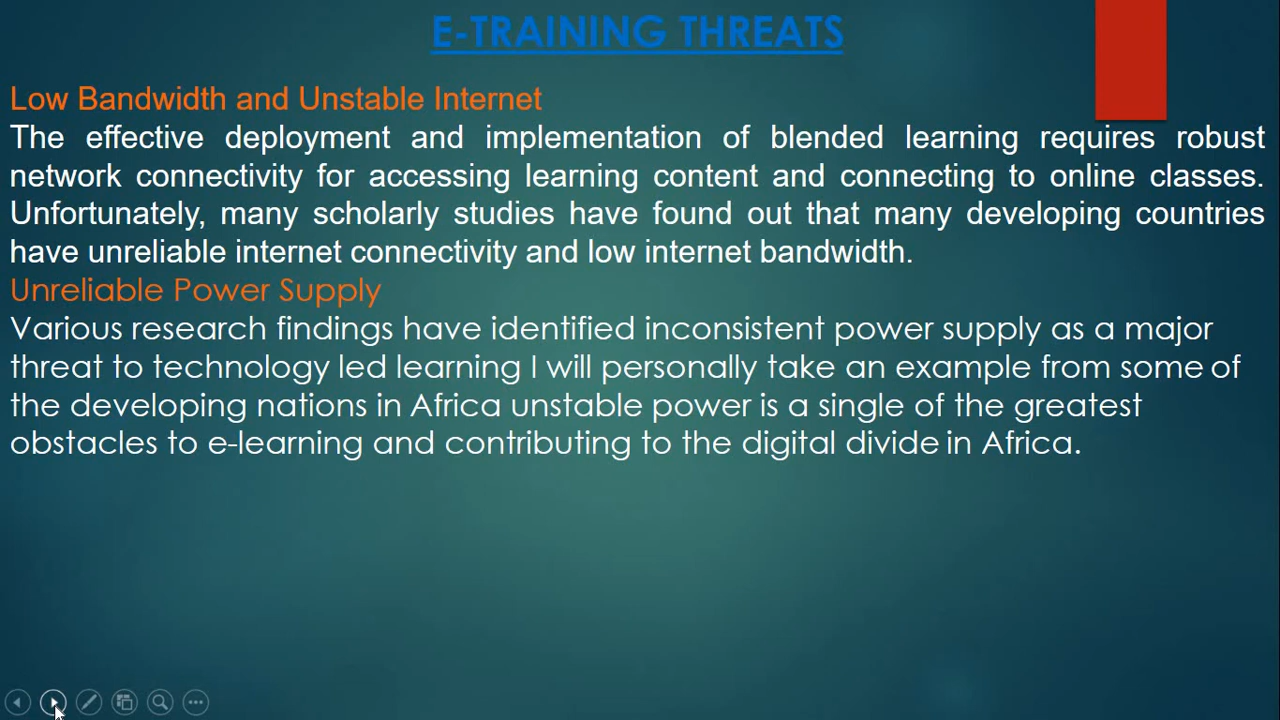 E-TRAINING THREATS
Low Bandwidth and Unstable Internet
The effective deployment and implementation of blended learning requires robust
network connectivity for accessing learning content and connecting to online classes.
Unfortunately, many scholarly studies have found out that many developing countries
have unreliable internet connectivity and low internet bandwidth.
Unreliable Power Supply
Various research findings have identified inconsistent power supply as a major
threat to technology led learning I will personally take an example from some of
the developing nations in Africa unstable power is a single of the greatest
obstacles to e-learning and contributing to the digital divide in Africa.